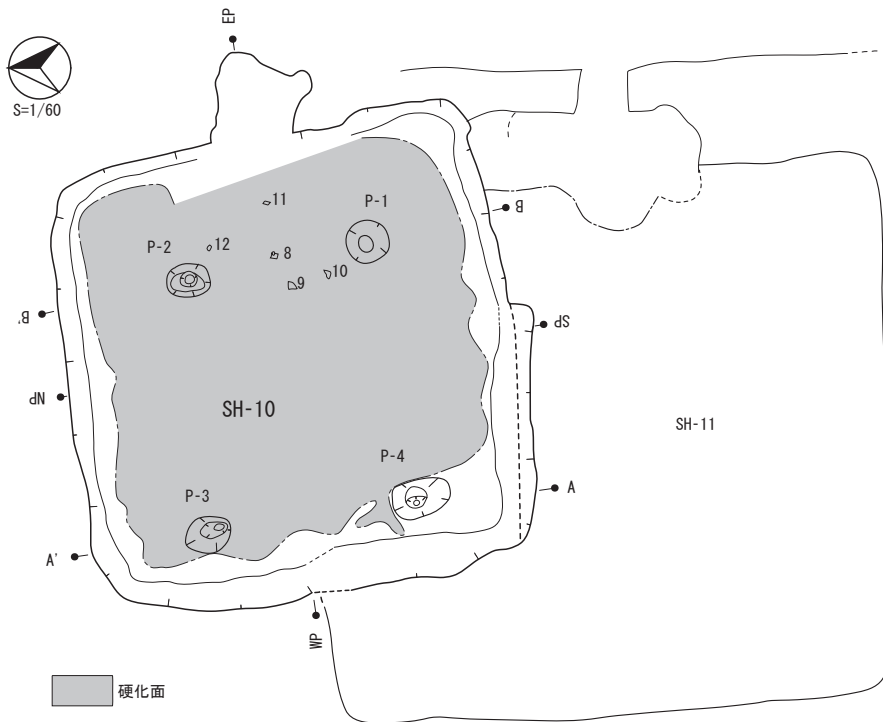 EP
S=1/60
11
P-1
P-2
12
8
10
9
B
B'
SP
NP
SH-10
SH-11
P-4
P-3
A
A'
WP
硬化面